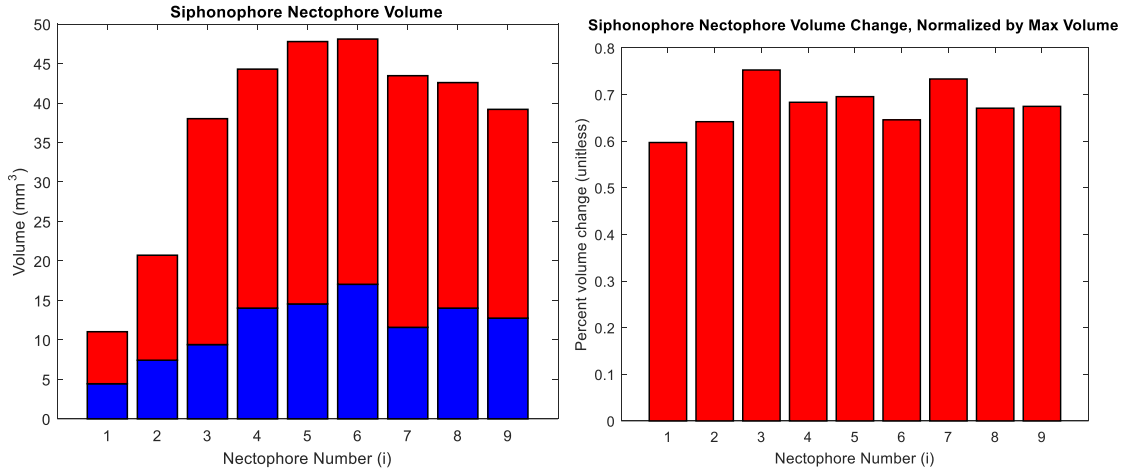 Siphonophore Nectophore Volume
50
45
40
35
30
25
20
15
10
5
0
Volume (mm³)
1 2 3 4 5 6 7 8 9
Nectophore Number (i)
Siphonophore Nectophore Volume Change, Normalized by Max Volume
0.8
0.7
0.6
0.5
0.4
0.3
0.2
0.1
0
Percent volume change (unitless)
1 2 3 4 5 6 7 8 9
Nectophore Number (i)